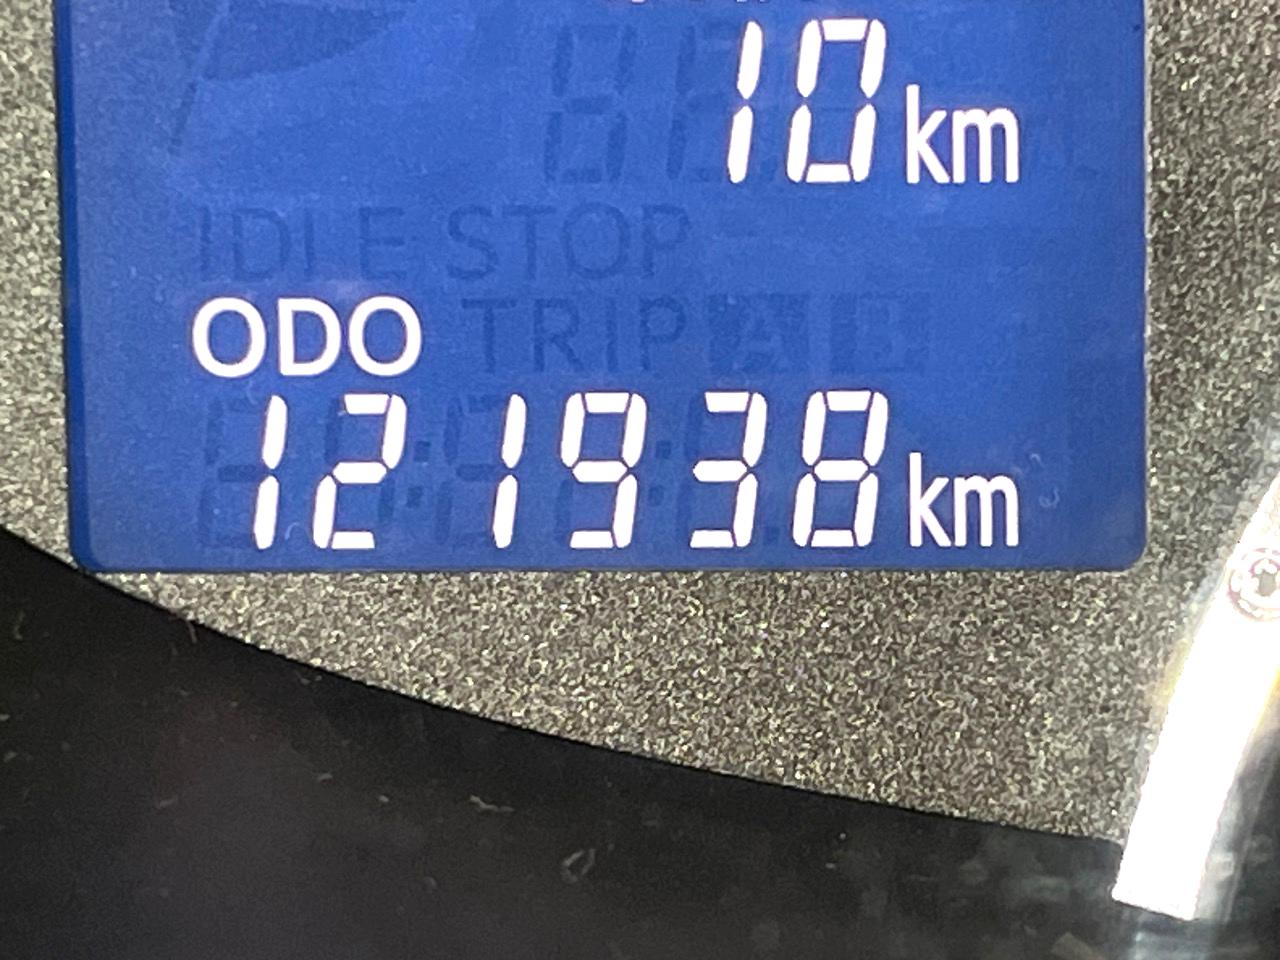 10 km
IDLE STOP
ODO TRIP A B
121938 km